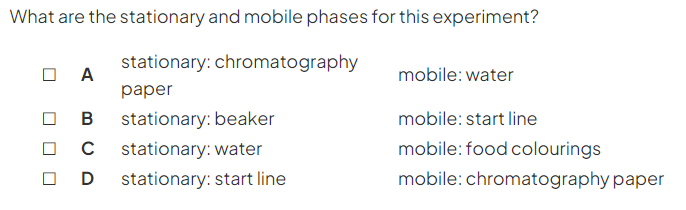 What are the stationary and mobile phases for this experiment?
A stationary: chromatography paper mobile: water
B stationary: beaker mobile: start line
C stationary: water mobile: food colourings
D stationary: start line mobile: chromatography paper